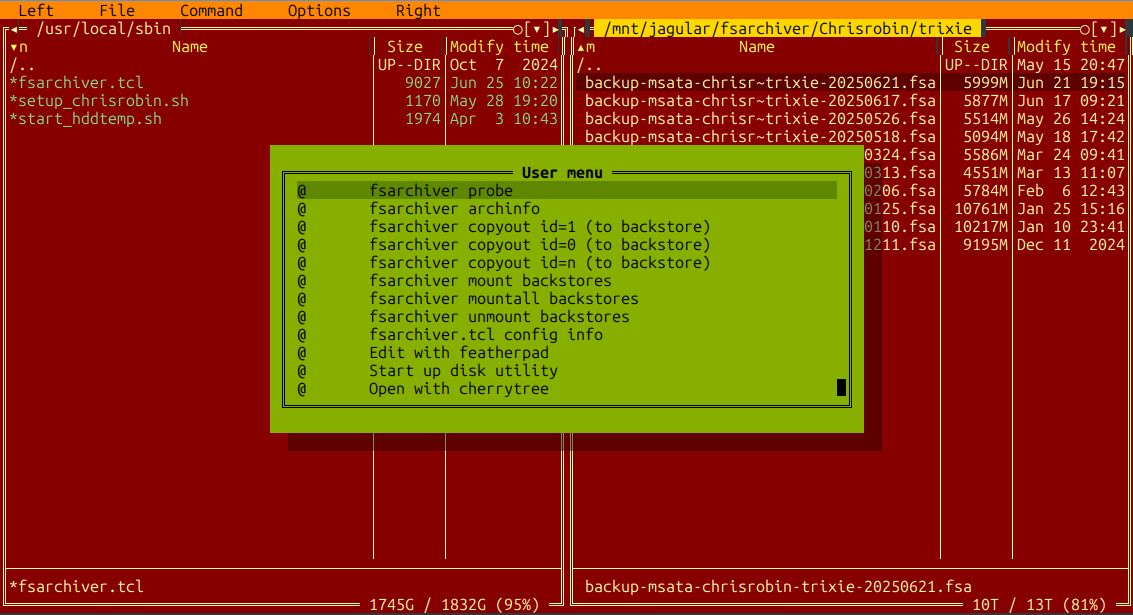 Left File Command Options Right
/usr/local/sbin
▾n Name Size Modify time
/.. UP--DIR Oct 7 2024
*fsarchiver.tcl 9027 Jun 25 10:22
*setup_chrisrobin.sh 1170 May 28 19:20
*start_hddtemp.sh 1974 Apr 3 10:43
*fsarchiver.tcl
1745G / 1832G (95%)
/mnt/jagular/fsarchiver/Chrisrobin/trixie
▴m Name Size Modify time
/.. UP--DIR May 15 20:47
backup-msata-chrisr~trixie-20250621.fsa 5999M Jun 21 19:15
backup-msata-chrisr~trixie-20250617.fsa 5877M Jun 17 09:21
backup-msata-chrisr~trixie-20250526.fsa 5514M May 26 14:24
backup-msata-chrisr~trixie-20250518.fsa 5094M May 18 17:42
0324.fsa 5586M Mar 24 09:41
0313.fsa 4551M Mar 13 11:07
0206.fsa 5784M Feb 6 12:43
0125.fsa 10761M Jan 25 15:16
0110.fsa 10217M Jan 10 23:41
1211.fsa 9195M Dec 11 2024
backup-msata-chrisrobin-trixie-20250621.fsa
10T / 13T (81%)
User menu
@ fsarchiver probe
@ fsarchiver archinfo
@ fsarchiver copyout id=1 (to backstore)
@ fsarchiver copyout id=0 (to backstore)
@ fsarchiver copyout id=n (to backstore)
@ fsarchiver mount backstores
@ fsarchiver mountall backstores
@ fsarchiver unmount backstores
@ fsarchiver.tcl config info
@ Edit with featherpad
@ Start up disk utility
@ Open with cherrytree